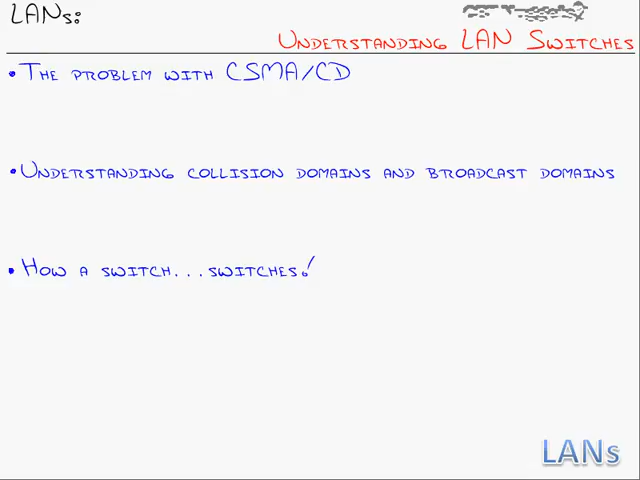 LANs:
Understanding LAN Switches
• The problem with CSMA/CD
• Understanding collision domains and broadcast domains
• How a switch...switches!
LANs